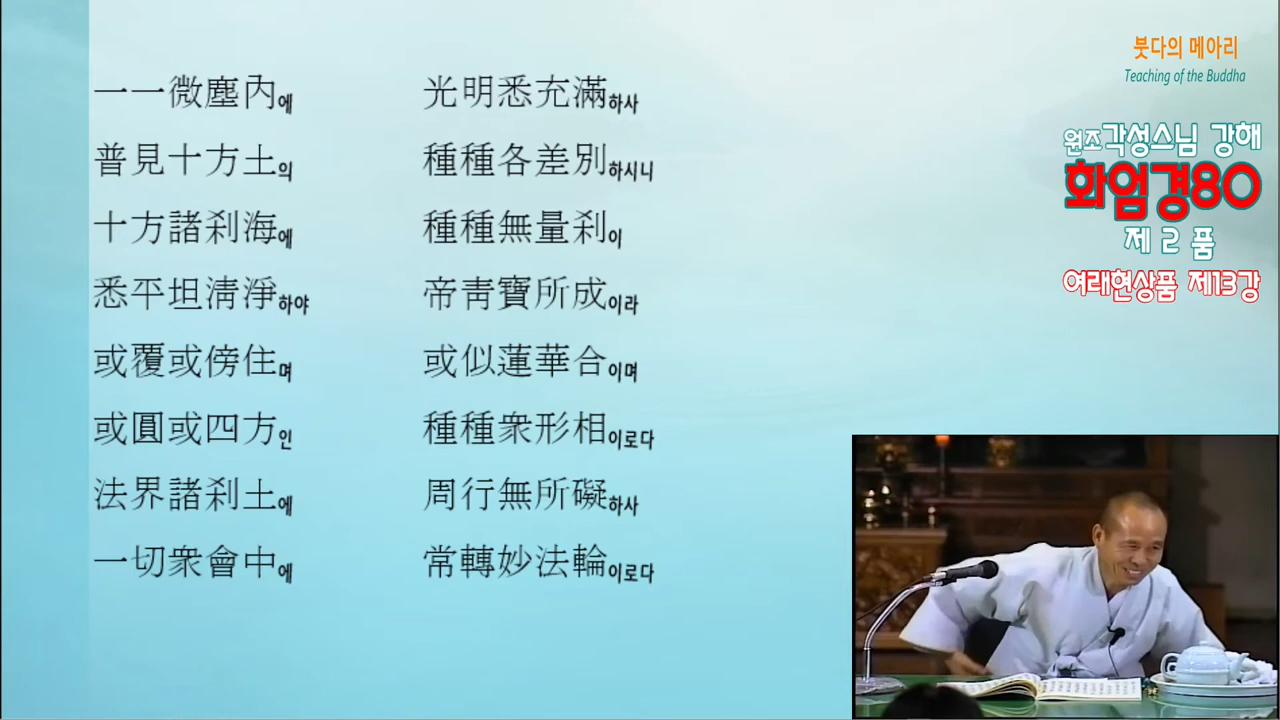 一一微塵內에 光明悉充滿하사
普見十方土의 種種各差別하시니
十方諸刹海에 種種無量刹이
悉平坦淸淨하야 帝靑寶所成이라
或覆或傍住며 或似蓮華合이며
或圓或四方인 種種衆形相이로다
法界諸刹土에 周行無所礙하사
一切衆會中에 常轉妙法輪이로다
붓다의 메아리
Teaching of the Buddha
원조각성스님 강해
화엄경80
제2품
여래현상품 제13강